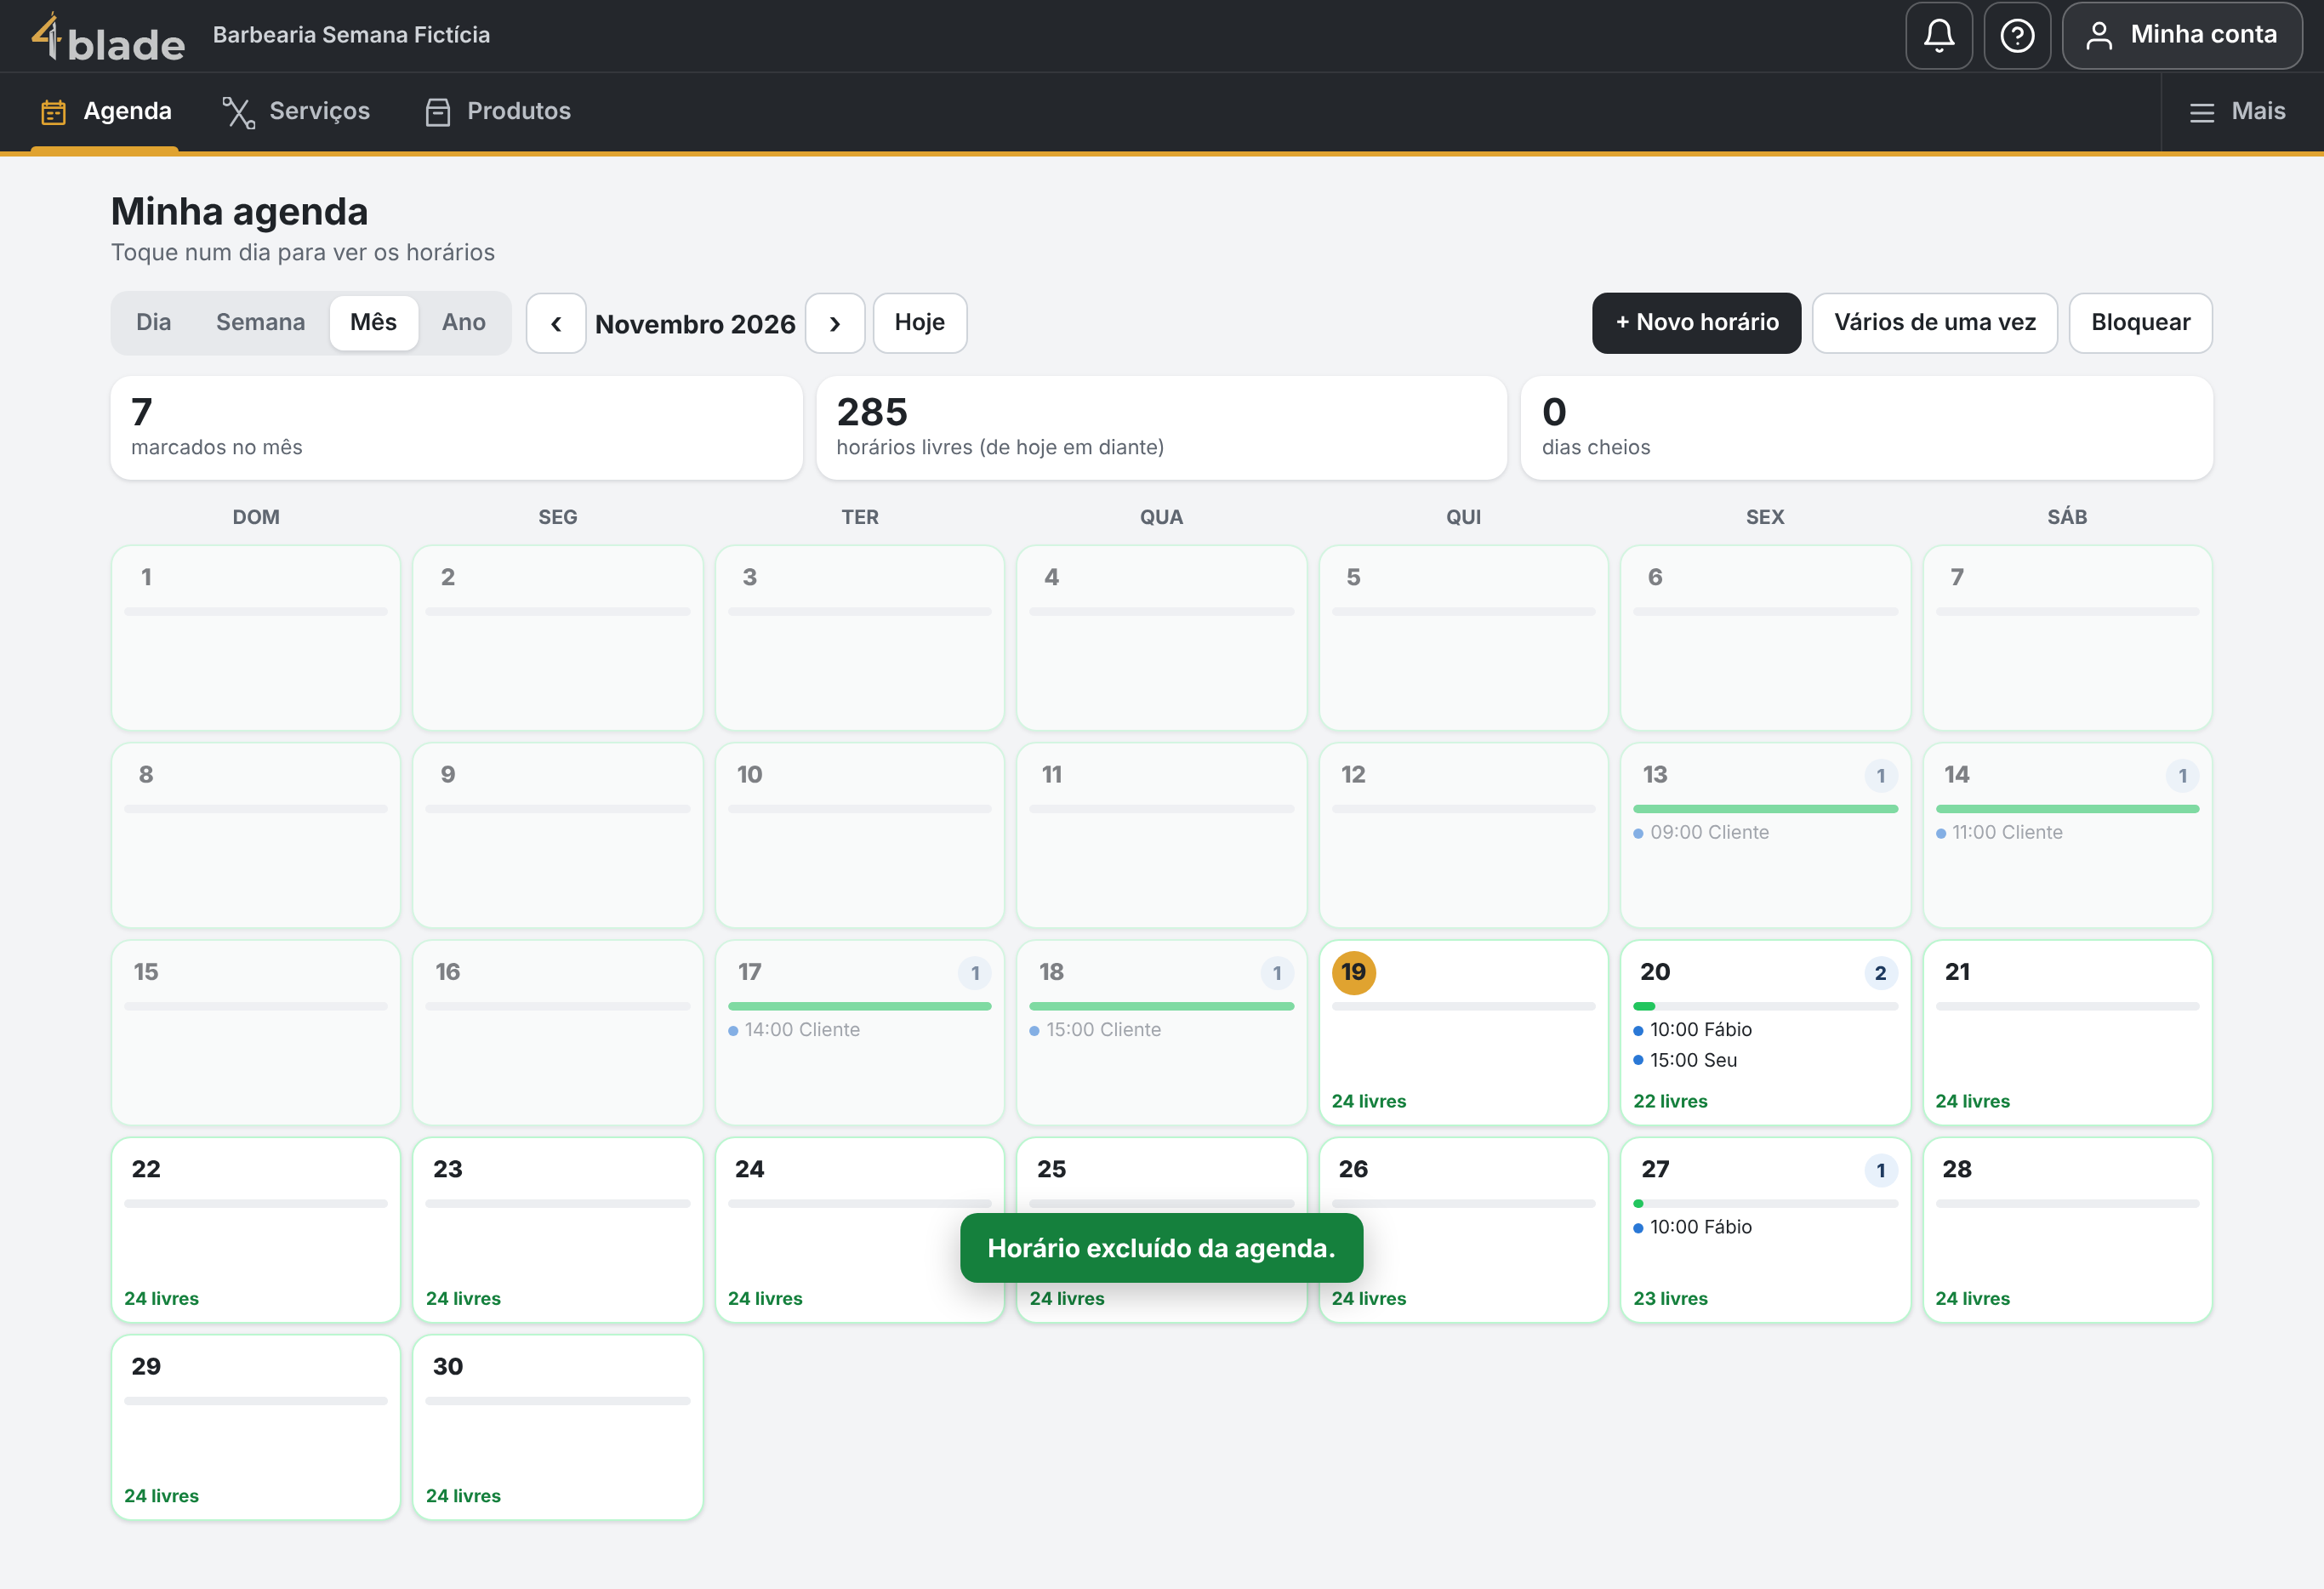 4blade Barbearia Semana Fictícia Minha conta
Agenda Serviços Produtos Mais
Minha agenda
Toque num dia para ver os horários
Dia Semana Mês Ano ‹ Novembro 2026 › Hoje + Novo horário Vários de uma vez Bloquear
7 285 0
marcados no mês horários livres (de hoje em diante) dias cheios
DOM SEG TER QUA QUI SEX SÁB
1 2 3 4 5 6 7
8 9 10 11 12 13 1 14 1
09:00 Cliente 11:00 Cliente
15 16 17 1 18 1 19 20 2 21
14:00 Cliente 15:00 Cliente 10:00 Fábio
15:00 Seu
24 livres 22 livres 24 livres
22 23 24 25 26 27 1 28
10:00 Fábio
Horário excluído da agenda.
24 livres 24 livres 24 livres 24 livres 24 livres 23 livres 24 livres
29 30
24 livres 24 livres